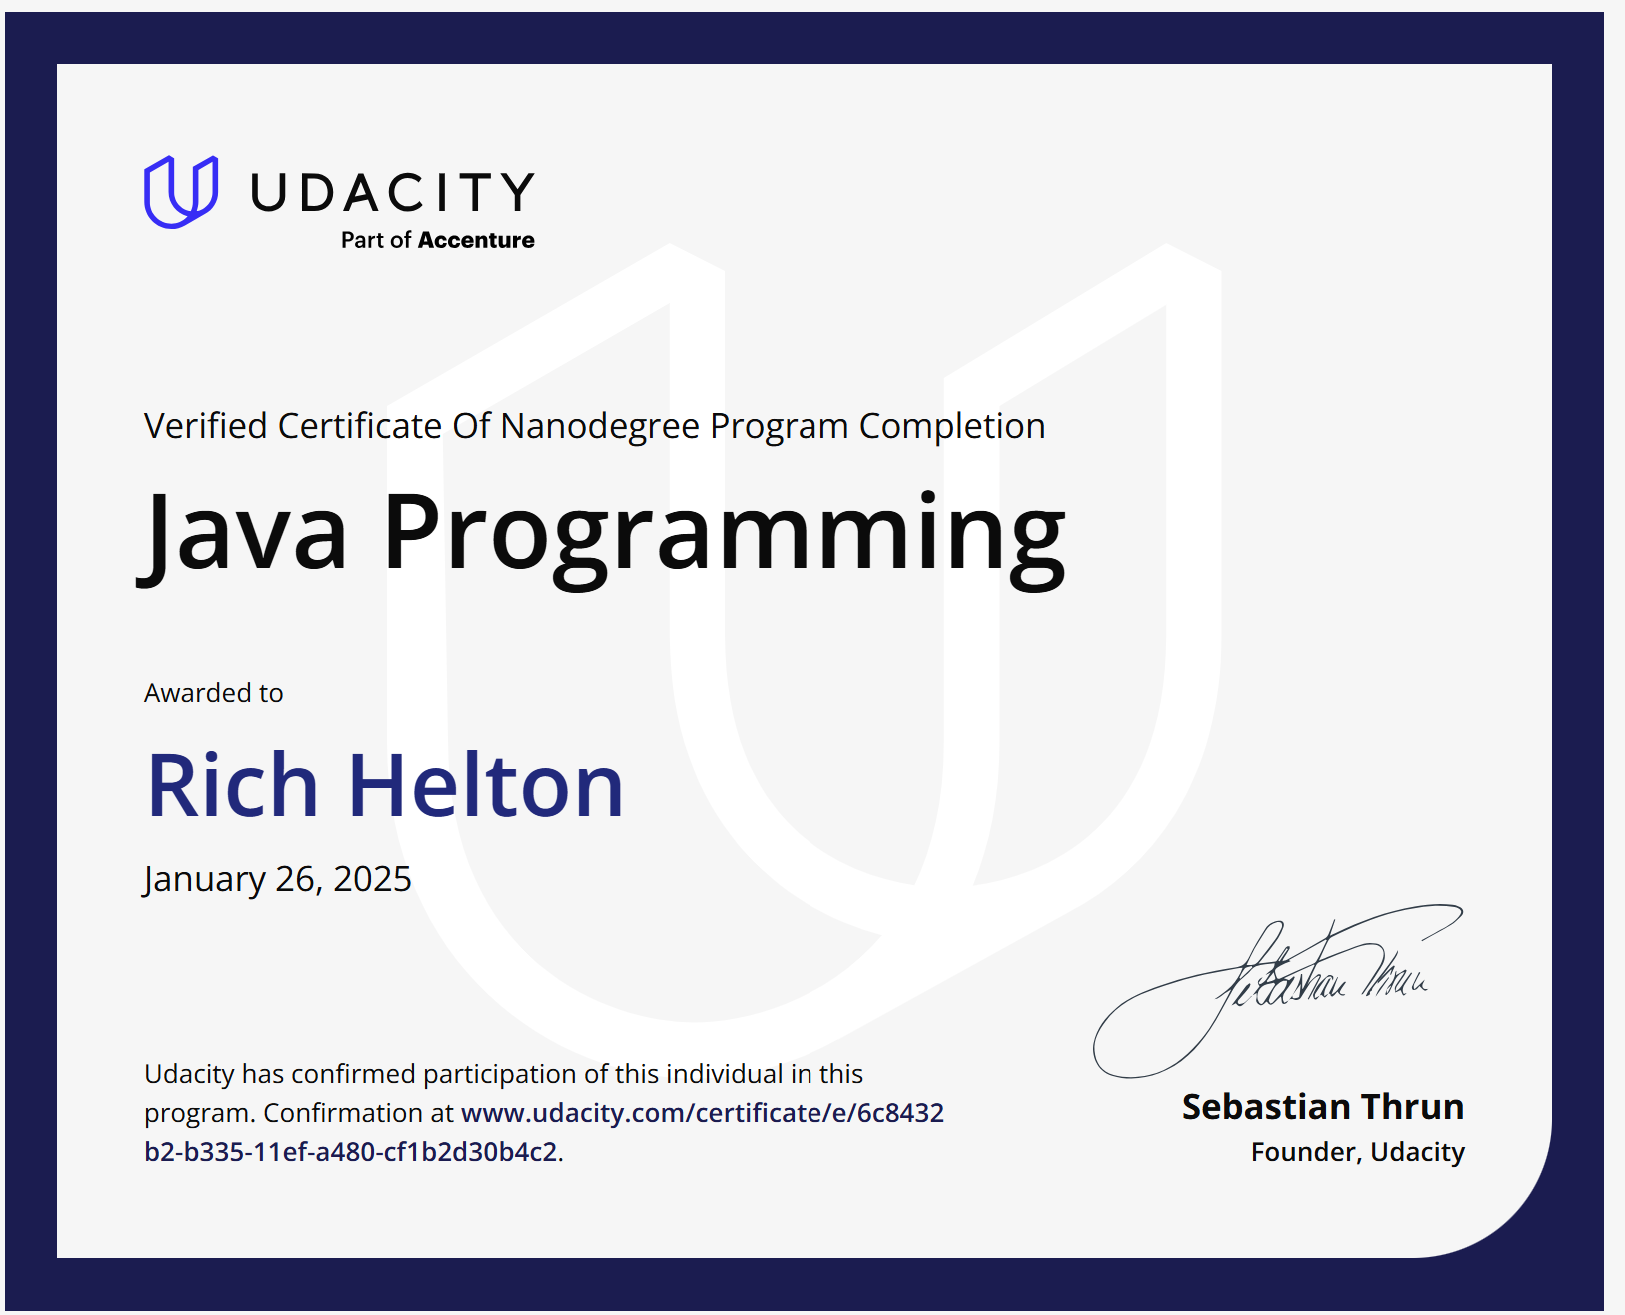 UDACITY
Part of Accenture
Verified Certificate Of Nanodegree Program Completion
Java Programming
Awarded to
Rich Helton
January 26, 2025
Sebastian Thrun
Udacity has confirmed participation of this individual in this
program. Confirmation at www.udacity.com/certificate/e/6c8432
b2-b335-11ef-a480-cf1b2d30b4c2.
Sebastian Thrun
Founder, Udacity